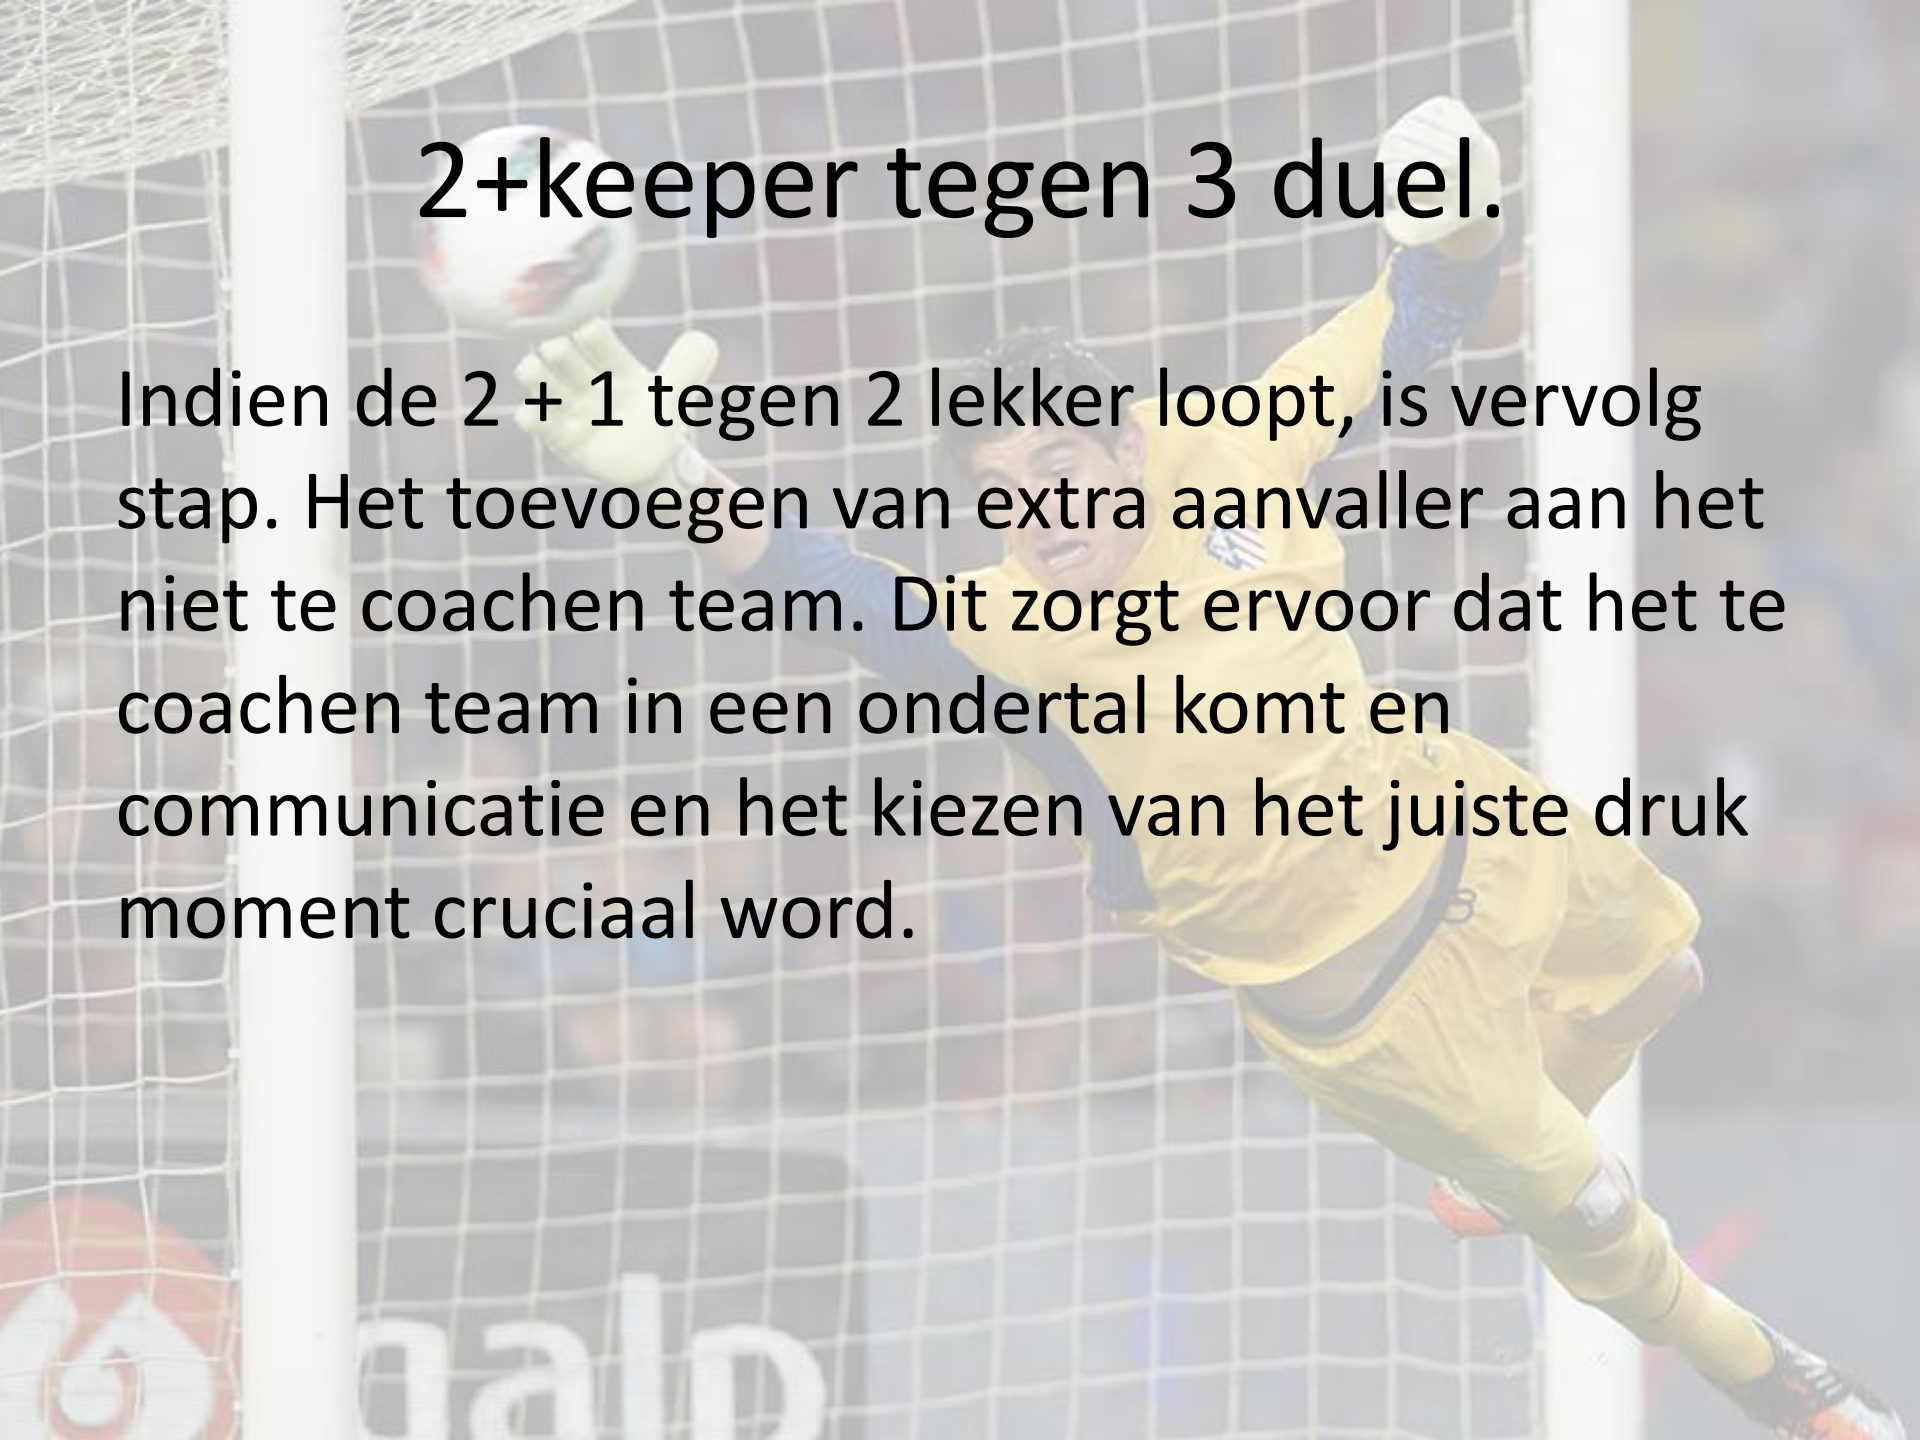 2+keeper tegen 3 duel.
Indien de 2 + 1 tegen 2 lekker loopt, is vervolg
stap. Het toevoegen van extra aanvaller aan het
niet te coachen team. Dit zorgt ervoor dat het te
coachen team in een ondertal komt en
communicatie en het kiezen van het juiste druk
moment cruciaal word.
galp